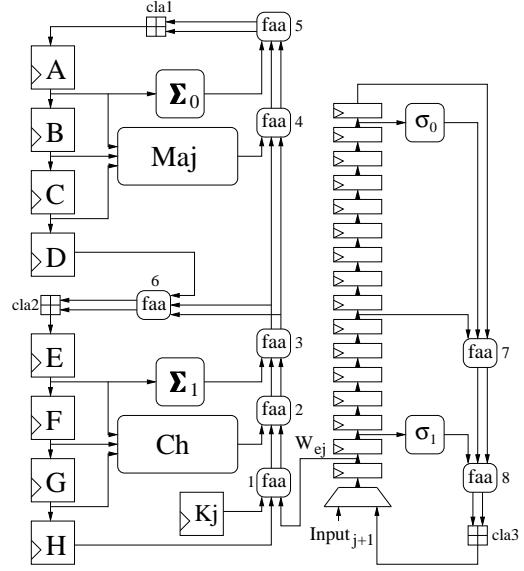 cla1
faa 5
A
Σ0
B
faa 4
Maj
σ0
C
D
6
faa
cla2
E
faa 3
faa 7
Σ1
F
faa 2
Ch
σ1
Wej
G
1 faa
faa 8
Kj
H
Inputj+1
cla3